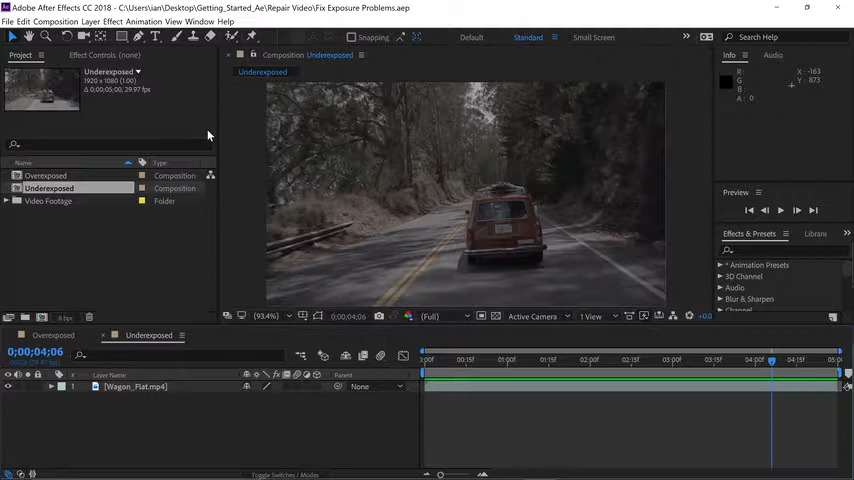 Adobe After Effects CC 2018 - C:\Users\ian\Desktop\Getting_Started_Ae\Repair Video\Fix Exposure Problems.aep
File Edit Composition Layer Effect Animation View Window Help
Snapping Default Standard Small Screen Search Help
Project Effect Controls (none) Composition Underexposed Info Audio
Underexposed
1920 x 1080 (1.00)
Δ 0;00;05;00, 29.97 fps
Underexposed
R: X: -163
G: Y: 873
B:
A: 0
Name Type
Overexposed Composition
Underexposed Composition
Video Footage Folder
Preview
Effects & Presets Librari
* Animation Presets
3D Channel
Audio
Blur & Sharpen
Channel
8 bpc (93.4%) 0;00;04;06 (Full) Active Camera 1 View +0.0
Overexposed Underexposed
0;00;04;06
0:00f 00:15f 01:00f 01:15f 02:00f 02:15f 03:00f 03:15f 04:00f 04:15f 05:00
# Layer Name Parent
1 [Wagon_Flat.mp4] None
Toggle Switches / Modes